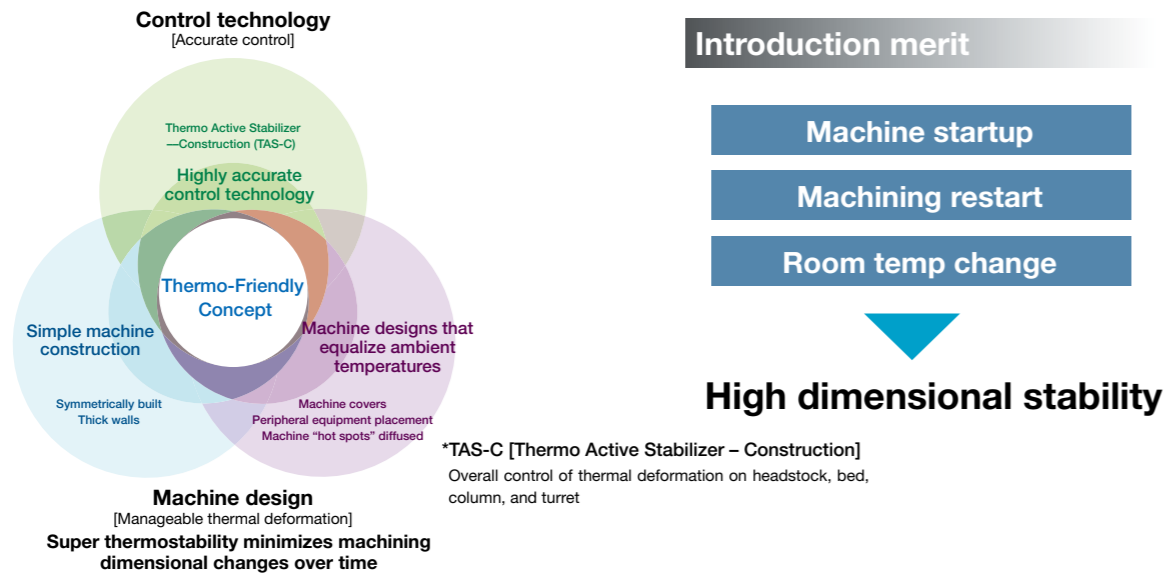 Control technology
[Accurate control]
Thermo Active Stabilizer
—Construction (TAS-C)
Highly accurate
control technology
Thermo-Friendly
Concept
Simple machine
construction
Symmetrically built
Thick walls
Machine designs that
equalize ambient
temperatures
Machine covers
Peripheral equipment placement
Machine “hot spots” diffused
Machine design
[Manageable thermal deformation]
Super thermostability minimizes machining
dimensional changes over time
Introduction merit
Machine startup
Machining restart
Room temp change
High dimensional stability
*TAS-C [Thermo Active Stabilizer – Construction]
Overall control of thermal deformation on headstock, bed,
column, and turret